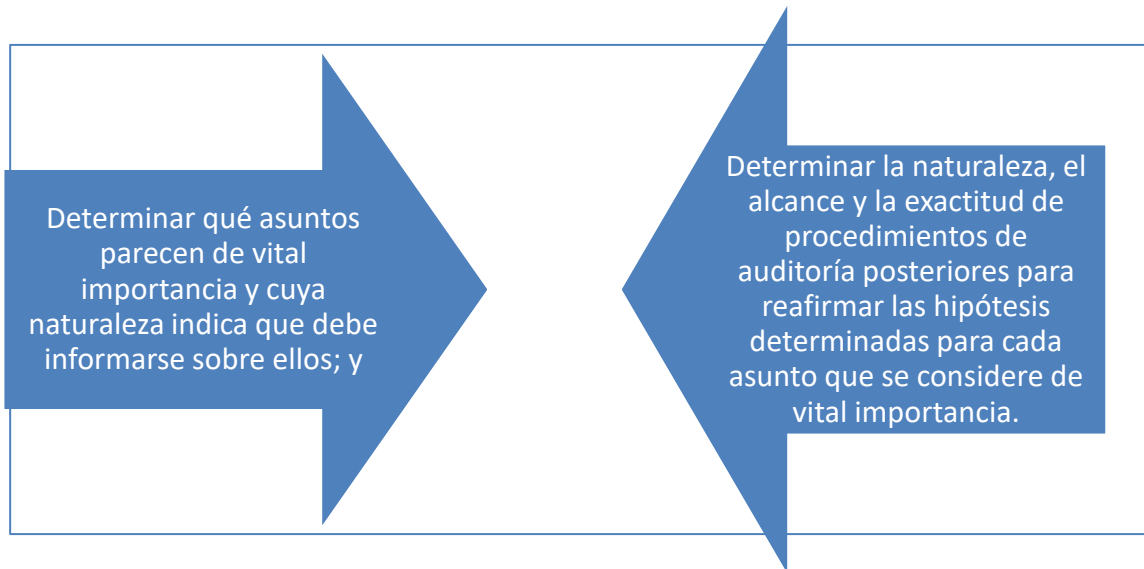 Determinar qué asuntos
parecen de vital
importancia y cuya
naturaleza indica que debe
informarse sobre ellos; y
Determinar la naturaleza, el
alcance y la exactitud de
procedimientos de
auditoría posteriores para
reafirmar las hipótesis
determinadas para cada
asunto que se considere de
vital importancia.